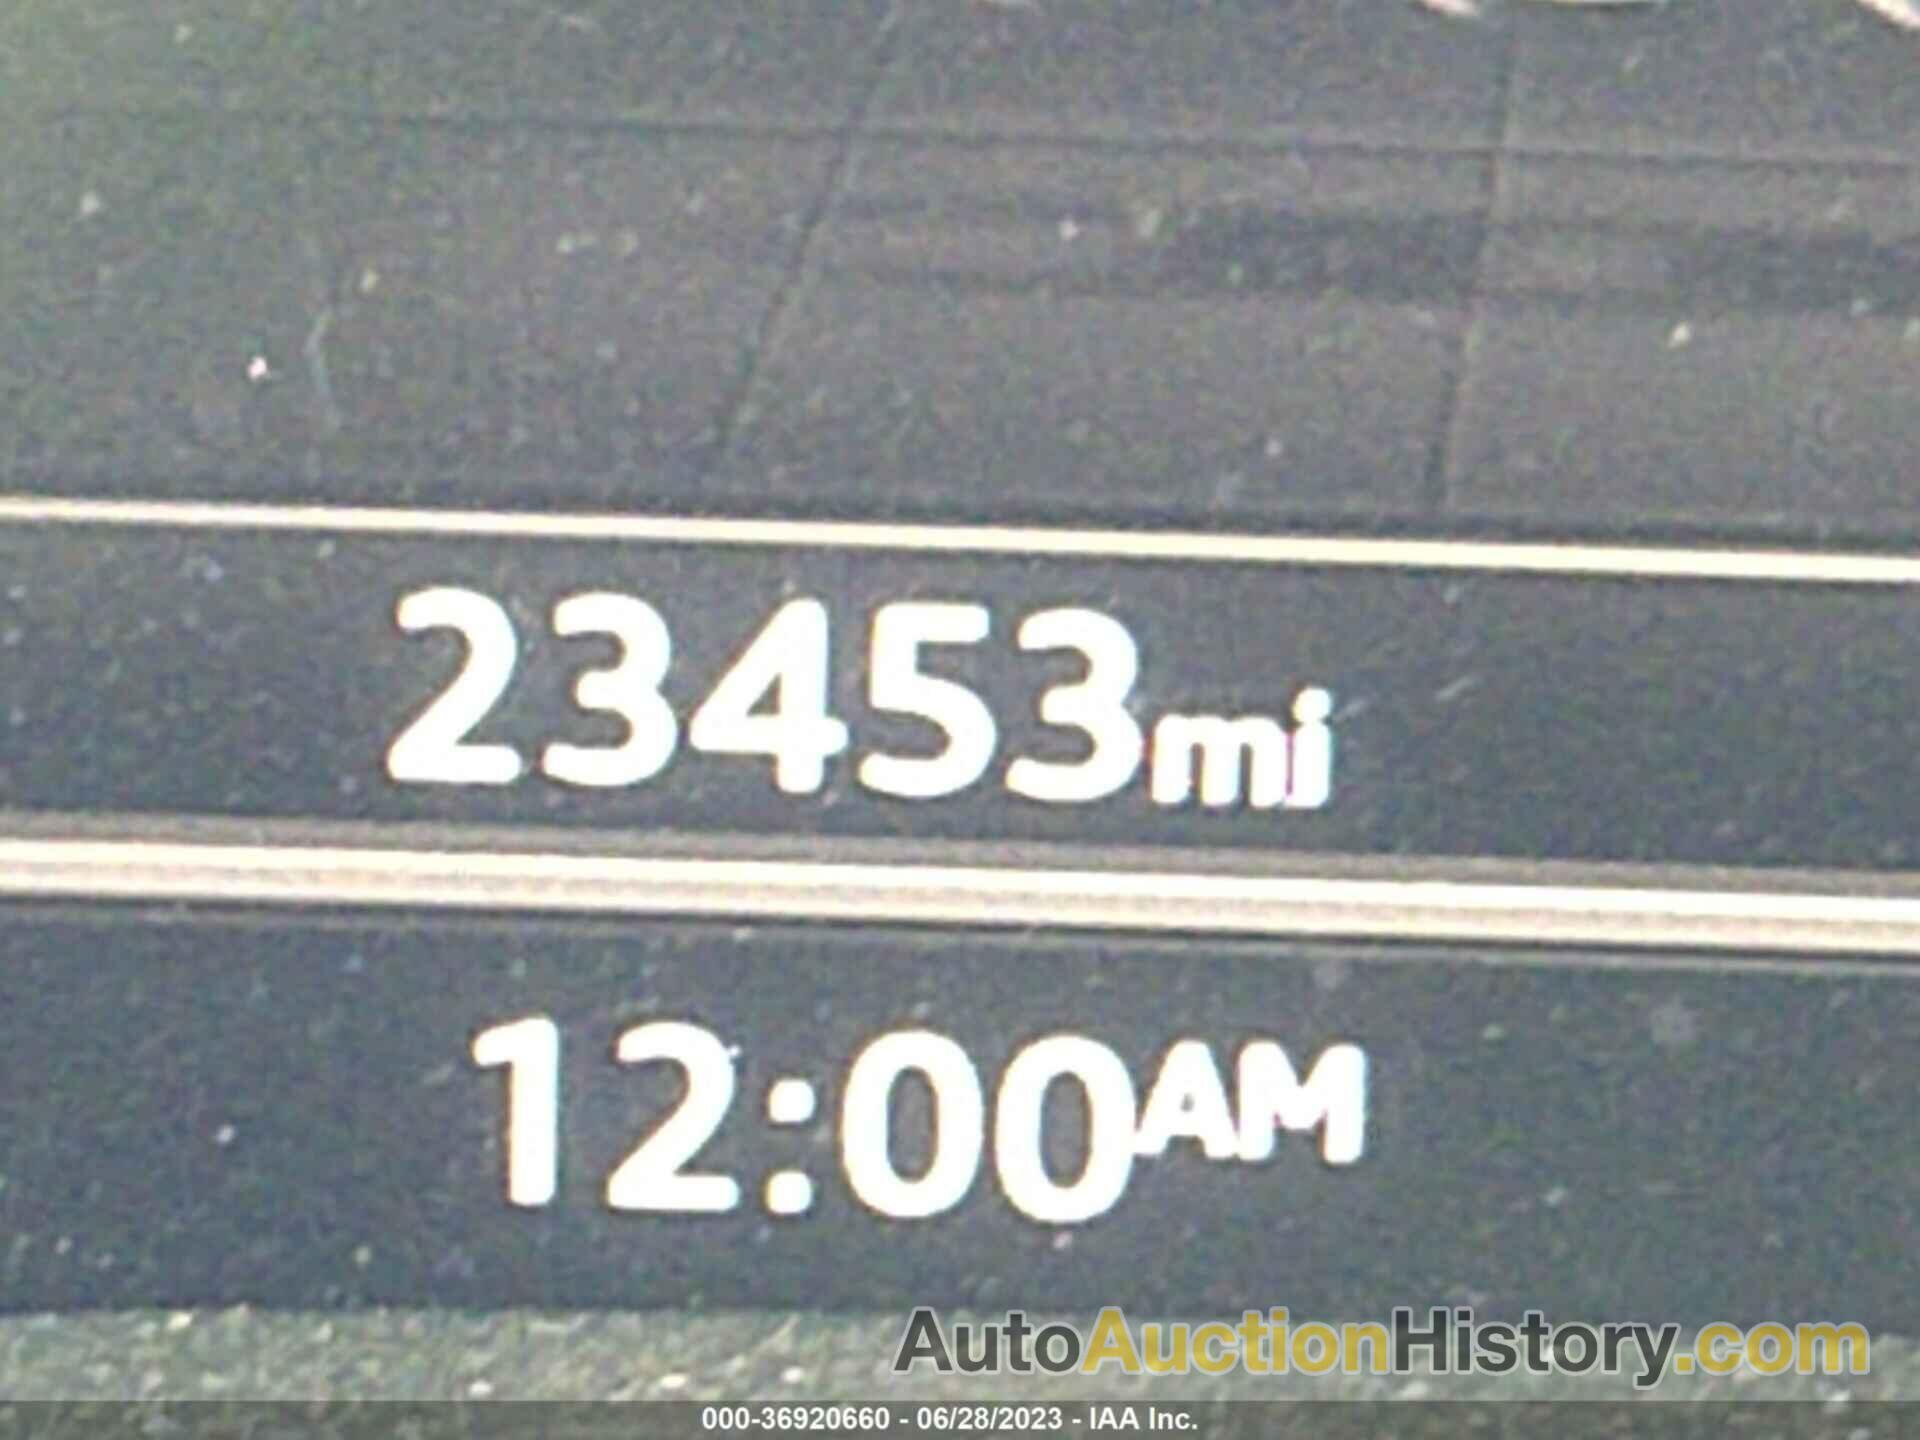 23453mi
12:00AM
AutoAuctionHistory.com
000-36920660 - 06/28/2023 - IAA Inc.